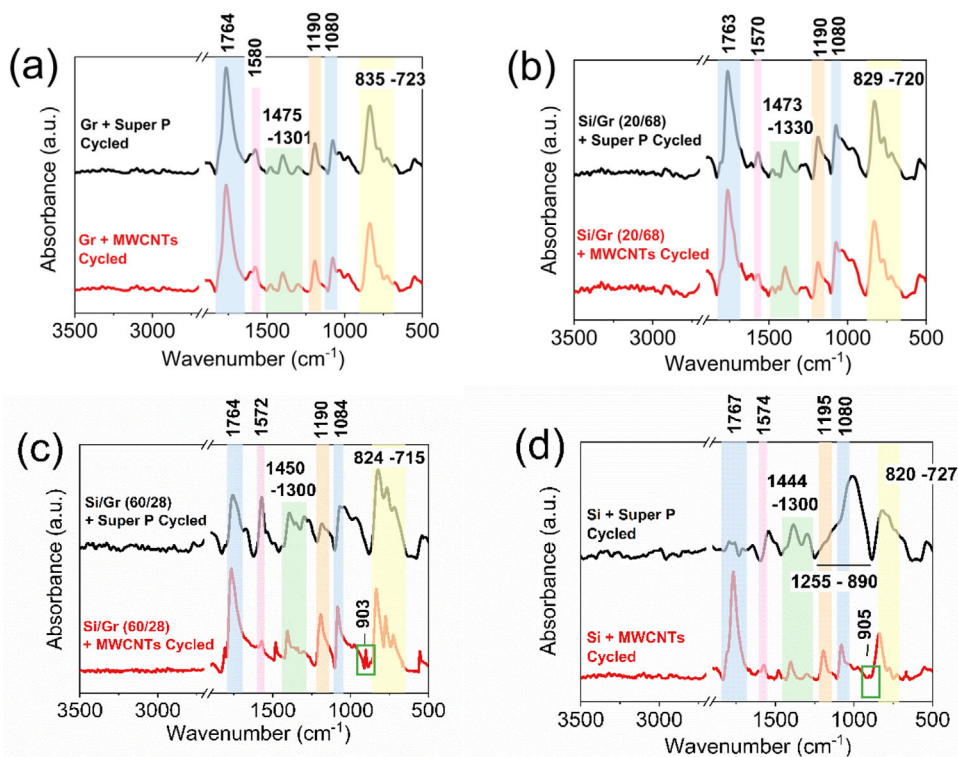 (a)
1764
1580
1190
1080
835 -723
1475
-1301
Gr + Super P
Cycled
Gr + MWCNTs
Cycled
Absorbance (a.u.)
3500 3000 1500 1000 500
Wavenumber (cm⁻¹)
(b)
1763
1570
1190
1080
829 -720
1473
-1330
Si/Gr (20/68)
+ Super P Cycled
Si/Gr (20/68)
+ MWCNTs Cycled
Absorbance (a.u.)
3500 3000 1500 1000 500
Wavenumber (cm⁻¹)
(c)
1764
1572
1190
1084
824 -715
1450
-1300
Si/Gr (60/28)
+ Super P Cycled
Si/Gr (60/28)
+ MWCNTs Cycled
903
Absorbance (a.u.)
3500 3000 1500 1000 500
Wavenumber (cm⁻¹)
(d)
1767
1574
1195
1080
820 -727
1444
-1300
Si + Super P
Cycled
1255 - 890
Si + MWCNTs
Cycled
905
Absorbance (a.u.)
3500 3000 1500 1000 500
Wavenumber (cm⁻¹)